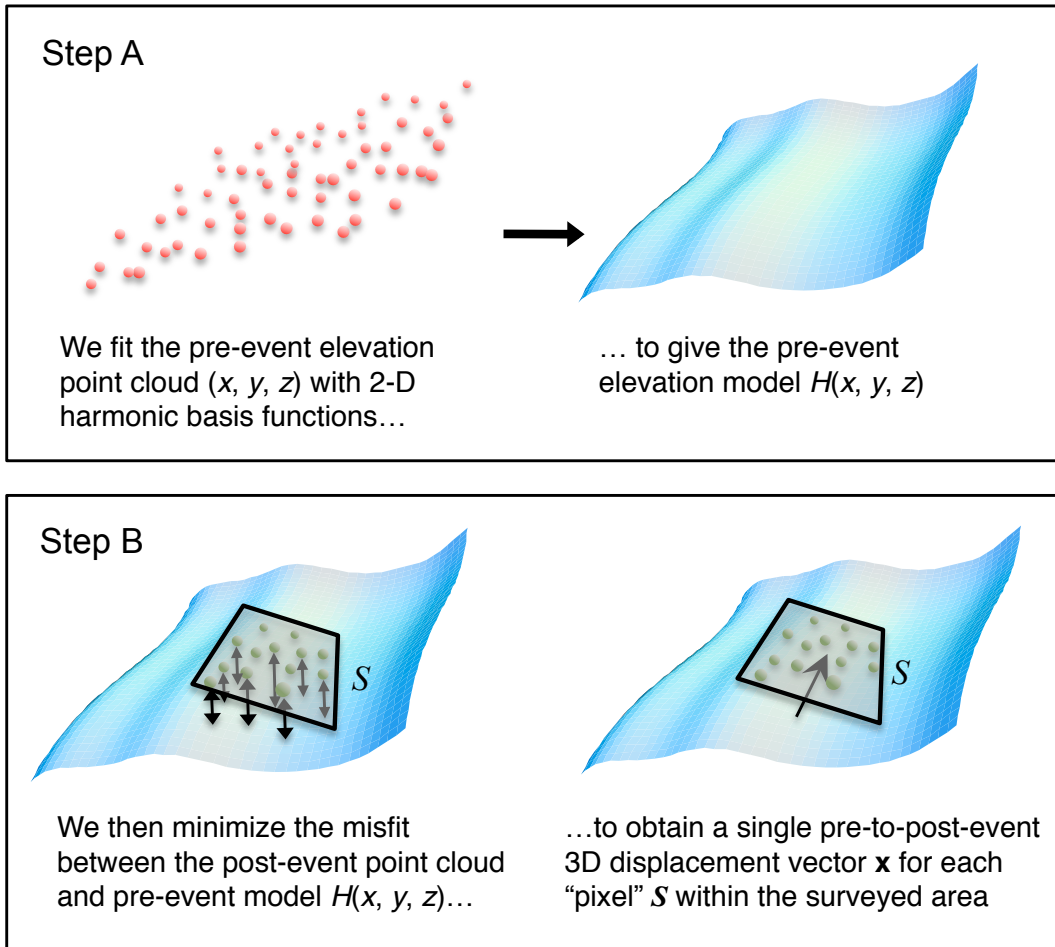 Step A
We fit the pre-event elevation
point cloud (x, y, z) with 2-D
harmonic basis functions…
… to give the pre-event
elevation model H(x, y, z)
Step B
S
S
We then minimize the misfit
between the post-event point cloud
and pre-event model H(x, y, z)…
…to obtain a single pre-to-post-event
3D displacement vector x for each
“pixel” S within the surveyed area